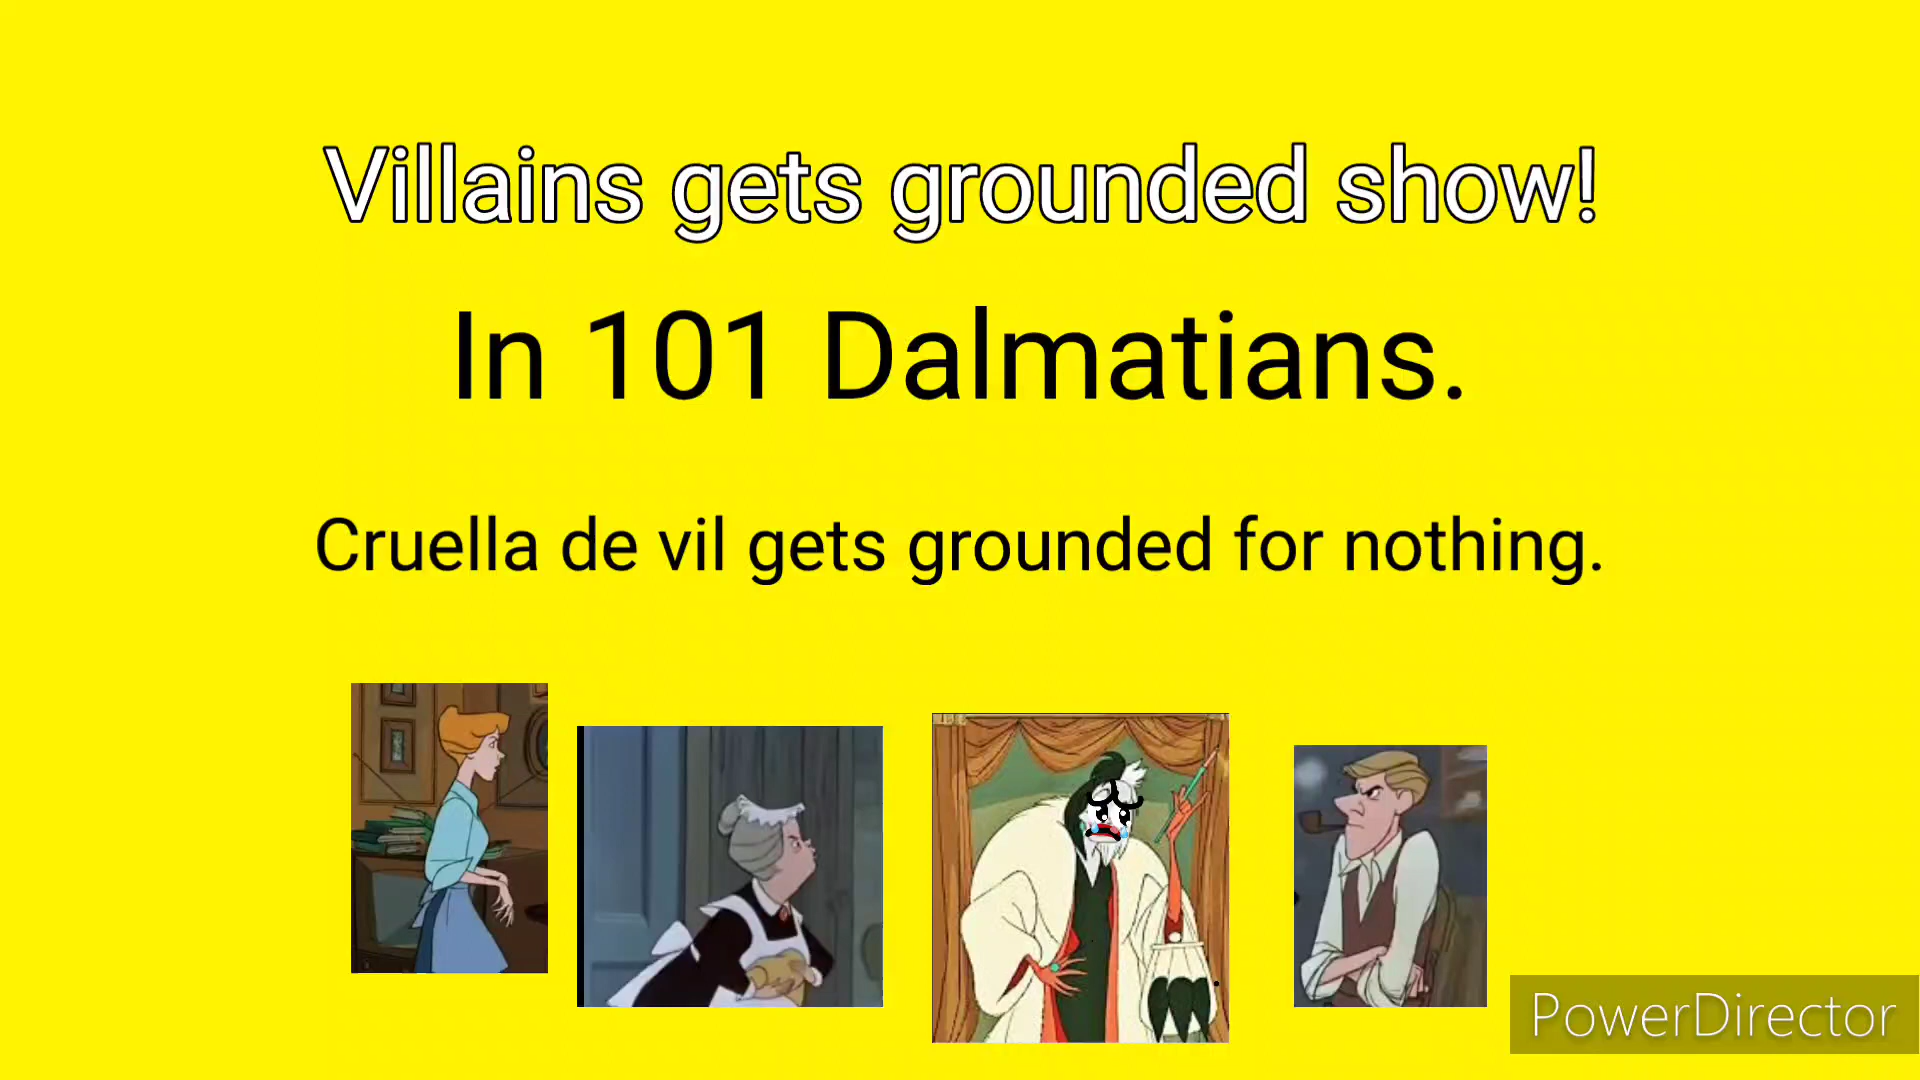 Villains gets grounded show!
In 101 Dalmatians.
Cruella de vil gets grounded for nothing.
PowerDirector